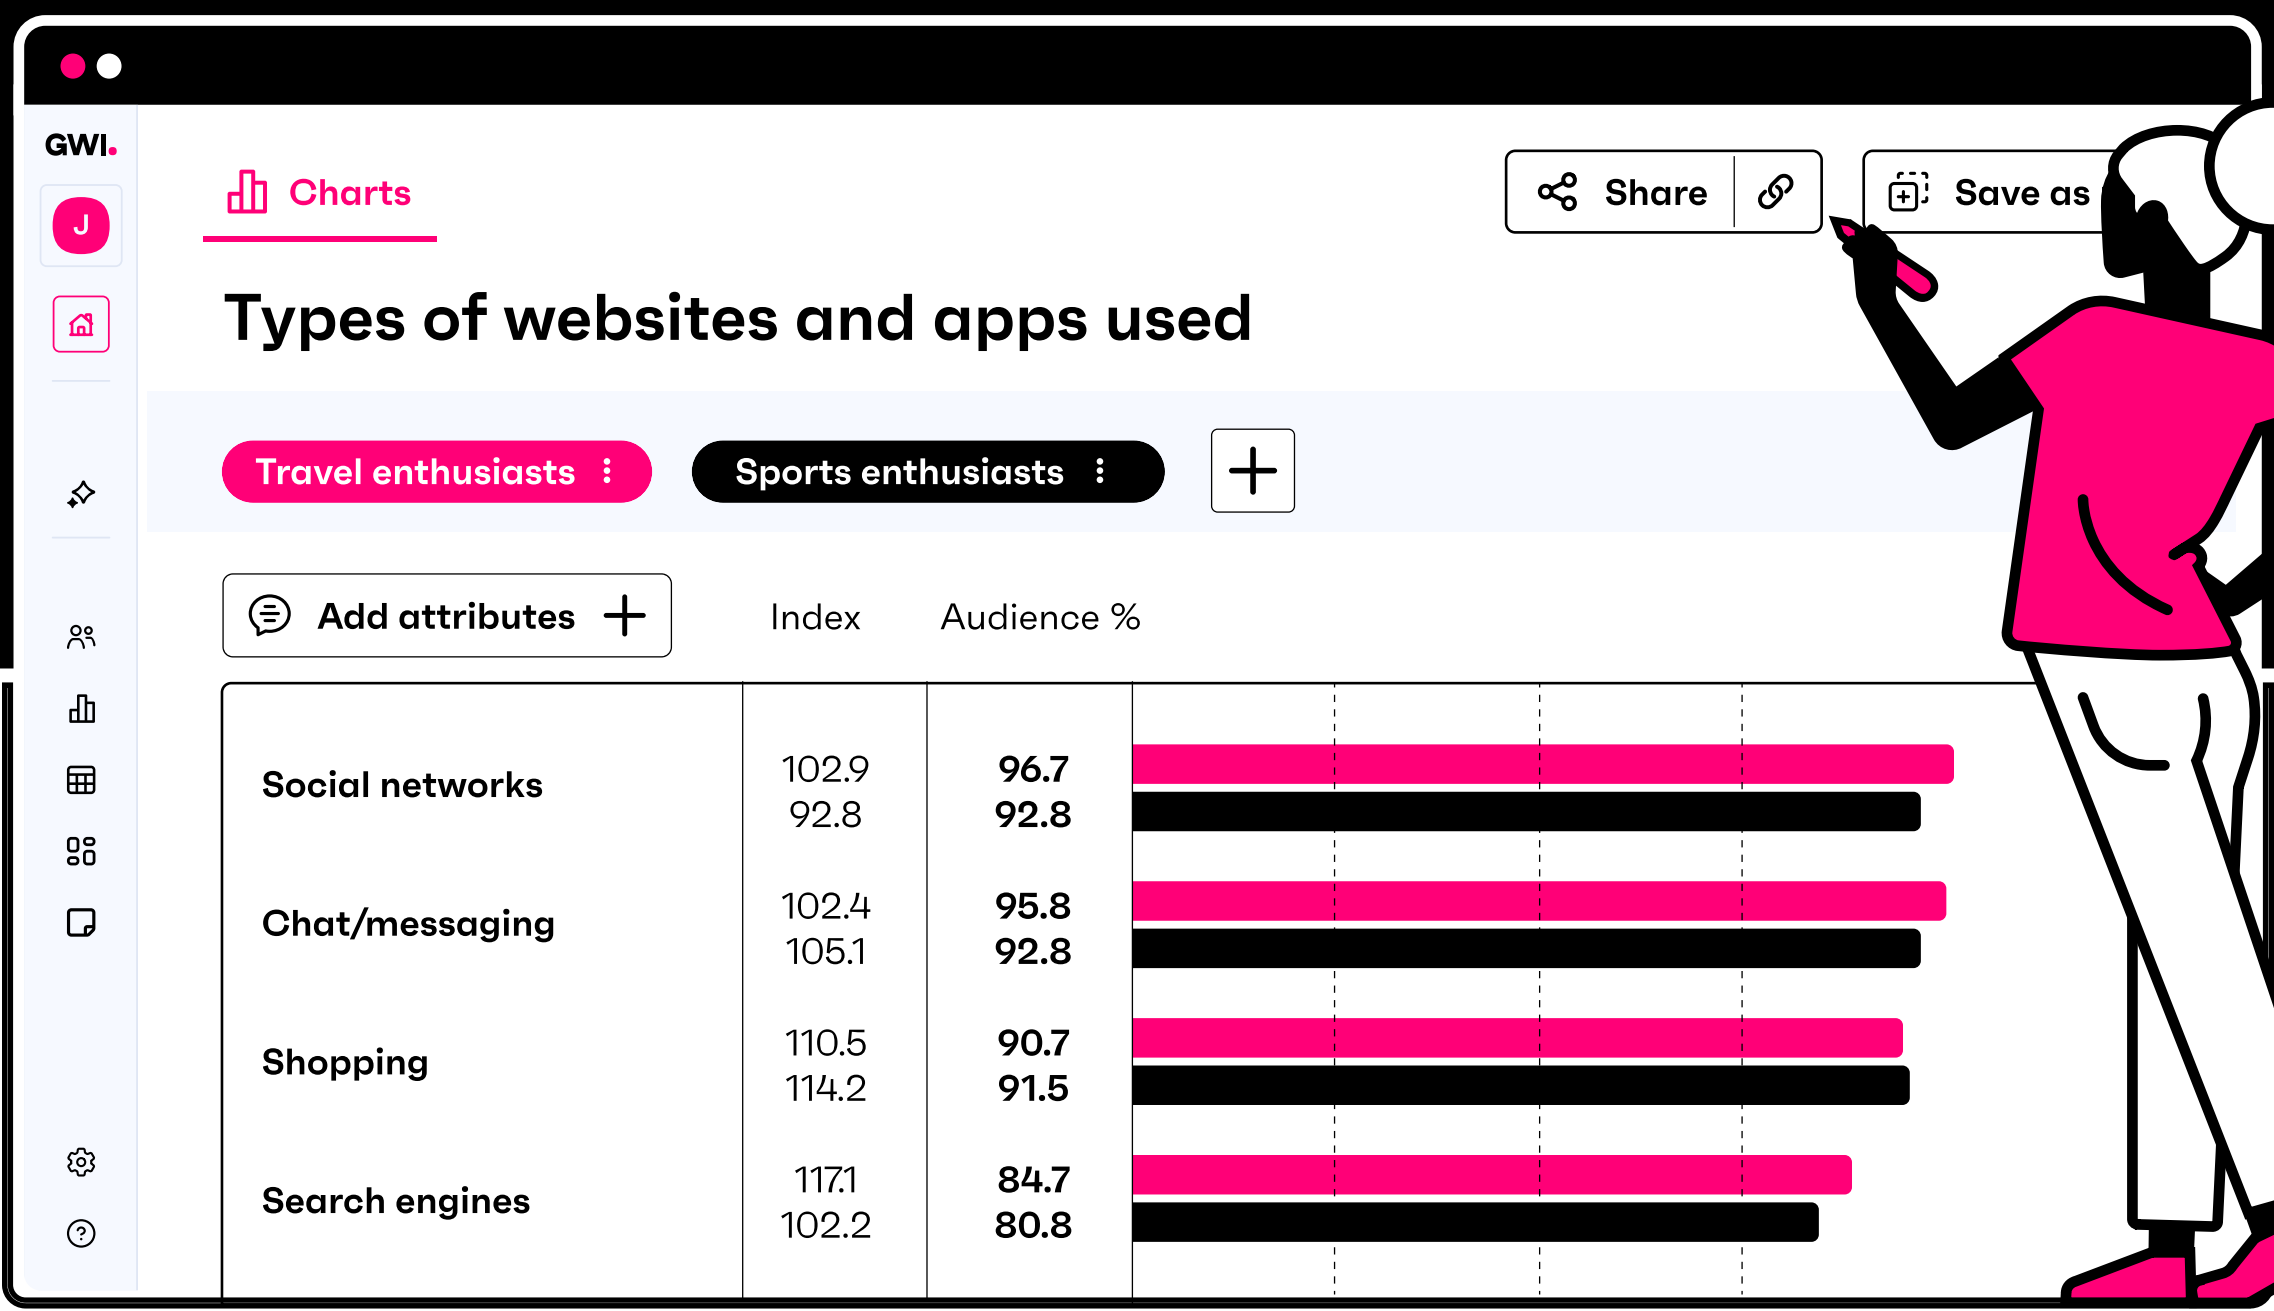 GWI.
J
Charts
Share
Save as
Types of websites and apps used
Travel enthusiasts
Sports enthusiasts
Add attributes
Index
Audience %
Social networks
102.9 96.7
92.8 92.8
Chat/messaging
102.4 95.8
105.1 92.8
Shopping
110.5 90.7
114.2 91.5
Search engines
117.1 84.7
102.2 80.8